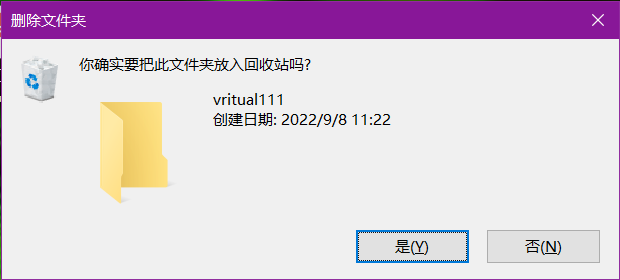 删除文件夹
你确实要把此文件夹放入回收站吗?
vritual111
创建日期: 2022/9/8 11:22
是(Y)
否(N)